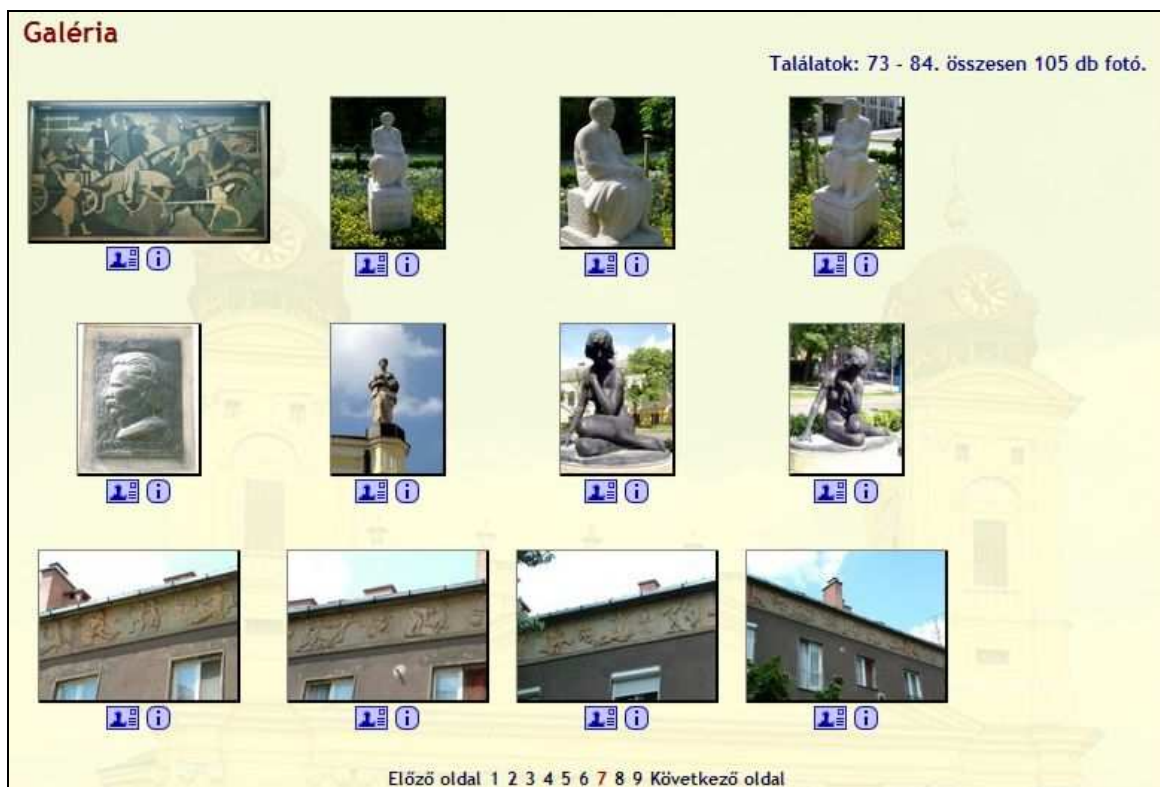 Galéria
Találatok: 73 - 84. összesen 105 db fotó.
Előző oldal 1 2 3 4 5 6 7 8 9 Következő oldal